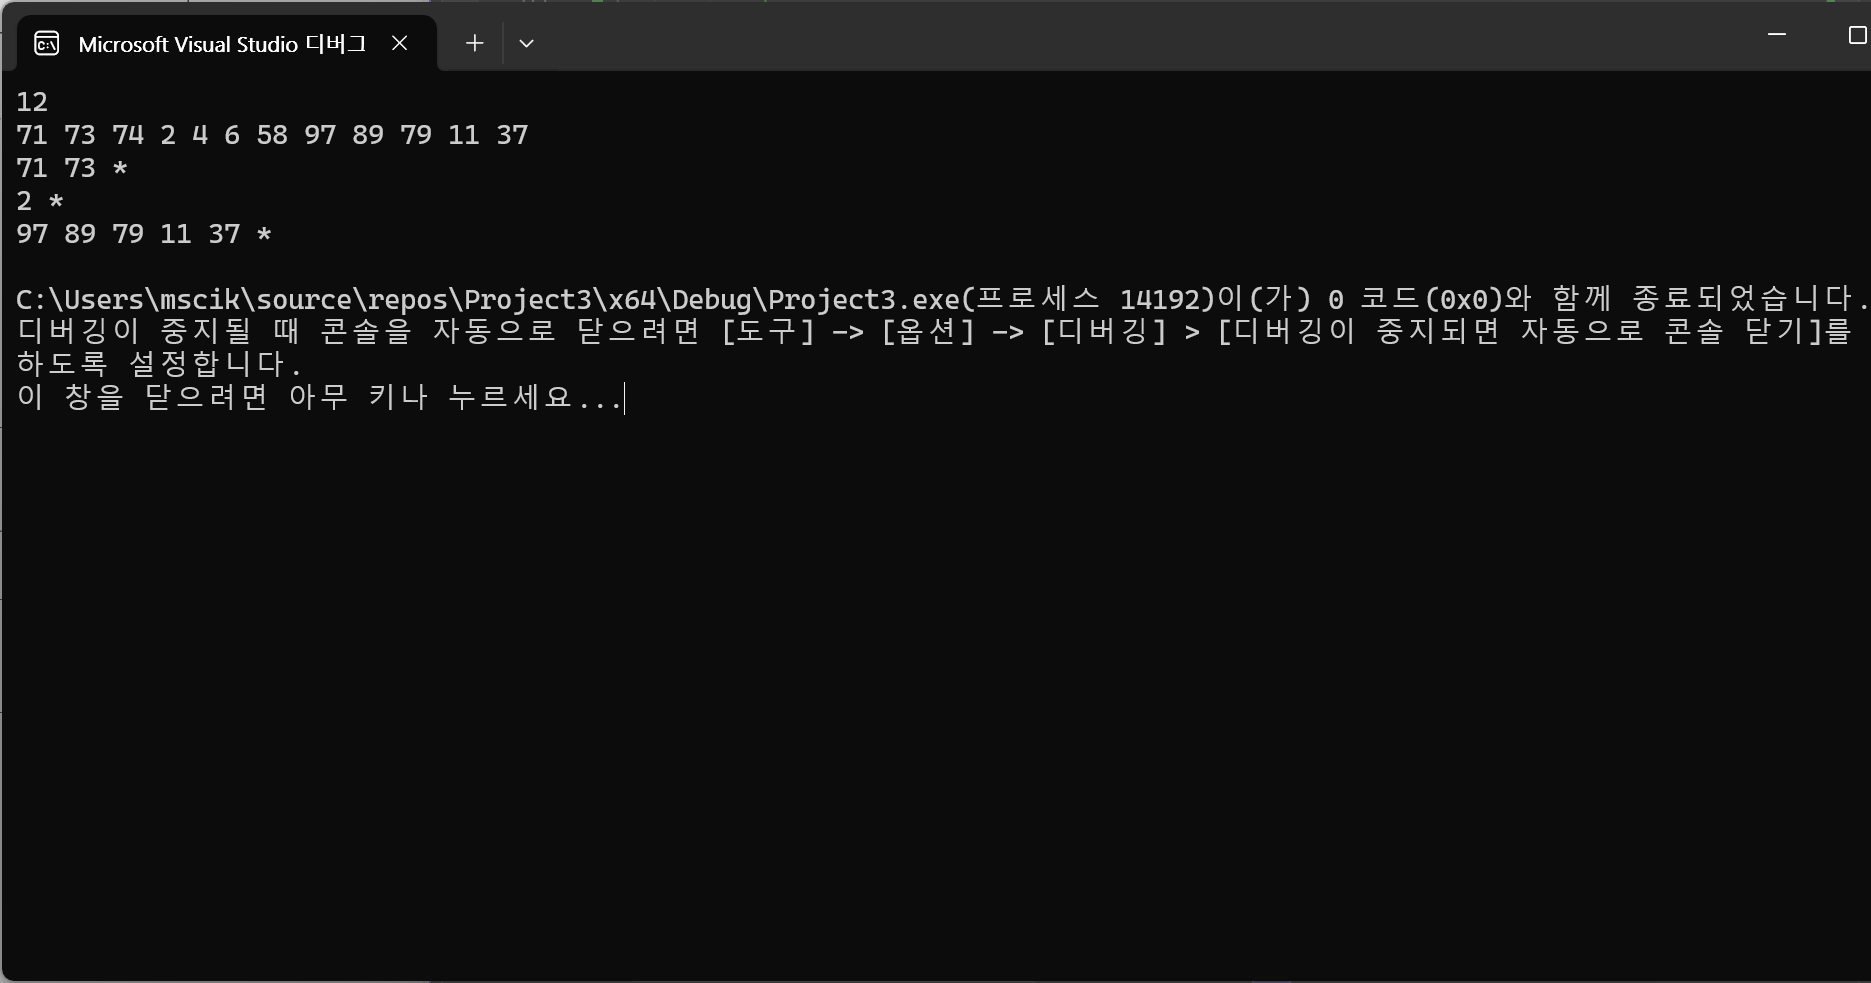 Microsoft Visual Studio 디버그
12
71 73 74 2 4 6 58 97 89 79 11 37
71 73 *
2 *
97 89 79 11 37 *
C:\Users\mscik\source\repos\Project3\x64\Debug\Project3.exe(프로세스 14192)이(가) 0 코드(0x0)와 함께 종료되었습니다.
디버깅이 중지될 때 콘솔을 자동으로 닫으려면 [도구] -> [옵션] -> [디버깅] > [디버깅이 중지되면 자동으로 콘솔 닫기]를
하도록 설정합니다.
이 창을 닫으려면 아무 키나 누르세요...